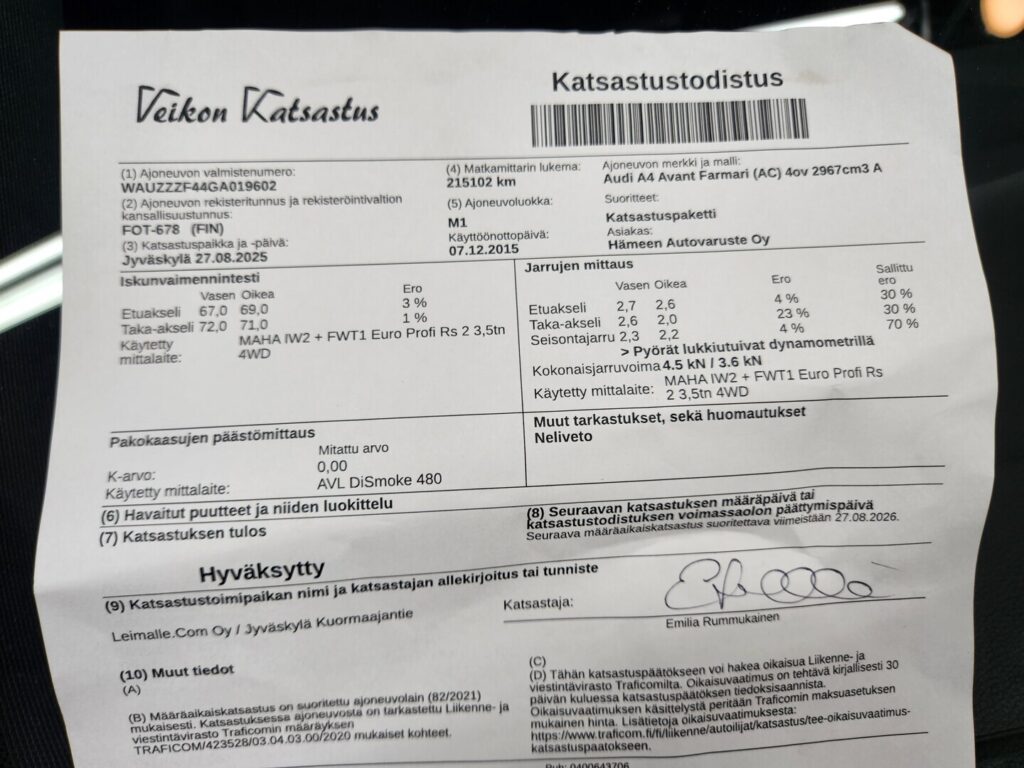 Veikon Katsastus
Katsastustodistus
(1) Ajoneuvon valmistenumero:
WAUZZZF44GA019602
(2) Ajoneuvon rekisteritunnus ja rekisteröintivaltion
kansallisuustunnus:
FOT-678 (FIN)
(3) Katsastuspaikka ja -päivä:
Jyväskylä 27.08.2025
(4) Matkamittarin lukema:
215102 km
(5) Ajoneuvoluokka:
M1
Käyttöönottopäivä:
07.12.2015
Ajoneuvon merkki ja malli:
Audi A4 Avant Farmari (AC) 4ov 2967cm3 A
Suoritteet:
Katsastuspaketti
Asiakas:
Hämeen Autovaruste Oy
Iskunvaimennintesti
Vasen Oikea Ero
Etuakseli 67,0 69,0 3 %
Taka-akseli 72,0 71,0 1 %
Käytetty MAHA IW2 + FWT1 Euro Profi Rs 2 3,5tn
mittalaite: 4WD
Jarrujen mittaus
Vasen Oikea Ero Sallittu
ero
Etuakseli 2,7 2,6 4 % 30 %
Taka-akseli 2,6 2,0 23 % 30 %
Seisontajarru 2,3 2,2 4 % 70 %
> Pyörät lukkiutuivat dynamometrillä
Kokonaisjarruvoima 4.5 kN / 3.6 kN
Käytetty mittalaite: MAHA IW2 + FWT1 Euro Profi Rs
2 3,5tn 4WD
Pakokaasujen päästömittaus
Mitattu arvo
K-arvo: 0,00
Käytetty mittalaite: AVL DiSmoke 480
Muut tarkastukset, sekä huomautukset
Neliveto
(6) Havaitut puutteet ja niiden luokittelu
(7) Katsastuksen tulos
Hyväksytty
(8) Seuraavan katsastuksen määräpäivä tai
katsastustodistuksen voimassaolon päättymispäivä
Seuraava määräaikaiskatsastus suoritettava viimeistään 27.08.2026.
(9) Katsastustoimipaikan nimi ja katsastajan allekirjoitus tai tunniste
Leimalle.Com Oy / Jyväskylä Kuormaajantie
Katsastaja:
Emilia Rummukainen
(10) Muut tiedot
(A)
(B) Määräaikaiskatsastus on suoritettu ajoneuvolain (82/2021)
mukaisesti. Katsastuksessa ajoneuvosta on tarkastettu Liikenne- ja
viestintävirasto Traficomin määräyksen
TRAFICOM/423528/03.04.03.00/2020 mukaiset kohteet.
(C)
(D) Tähän katsastuspäätökseen voi hakea oikaisua Liikenne- ja
viestintävirasto Traficomilta. Oikaisuvaatimus on tehtävä kirjallisesti 30
päivän kuluessa katsastuspäätöksen tiedoksisaannista.
Oikaisuvaatimuksen käsittelystä peritään Traficomin maksuasetuksen
mukainen hinta. Lisätietoja oikaisuvaatimuksesta:
https://www.traficom.fi/fi/liikenne/autoilijat/katsastus/tee-oikaisuvaatimus-
katsastuspaatokseen.
Puh: 0400643706